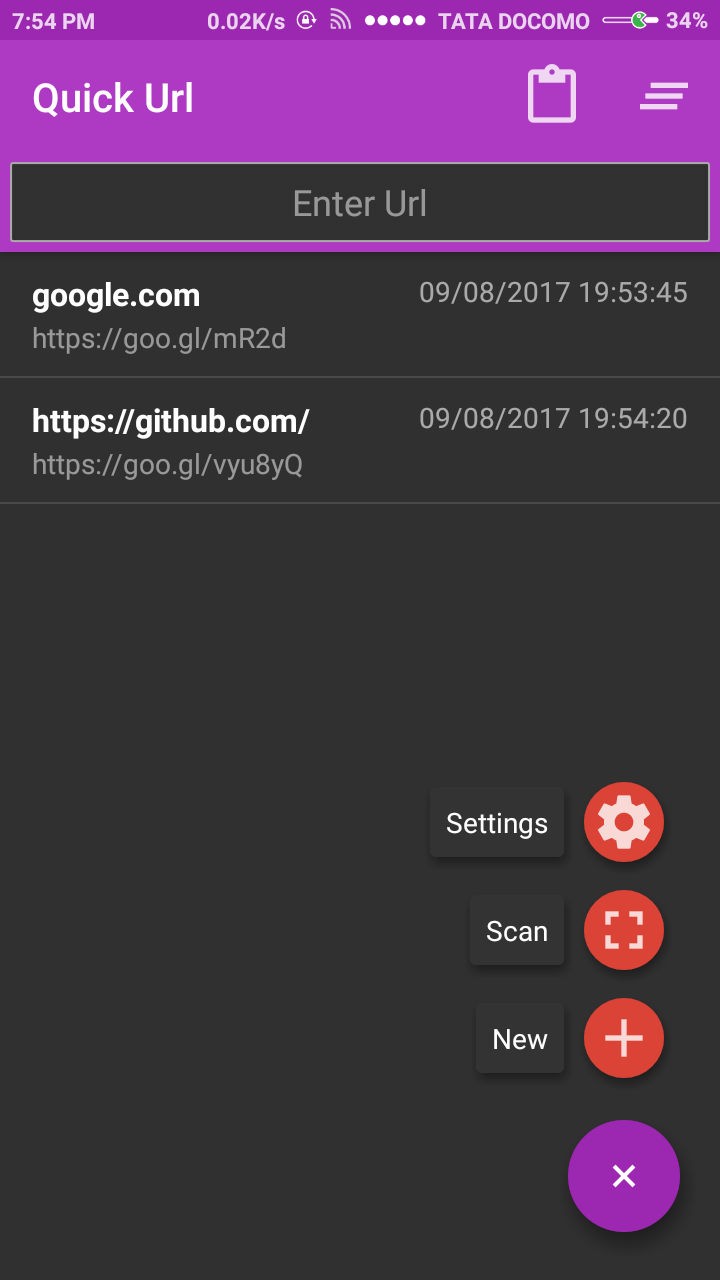 7:54 PM 0.02K/s TATA DOCOMO 34%
Quick Url
Enter Url
google.com 09/08/2017 19:53:45
https://goo.gl/mR2d
https://github.com/ 09/08/2017 19:54:20
https://goo.gl/vyu8yQ
Settings
Scan
New